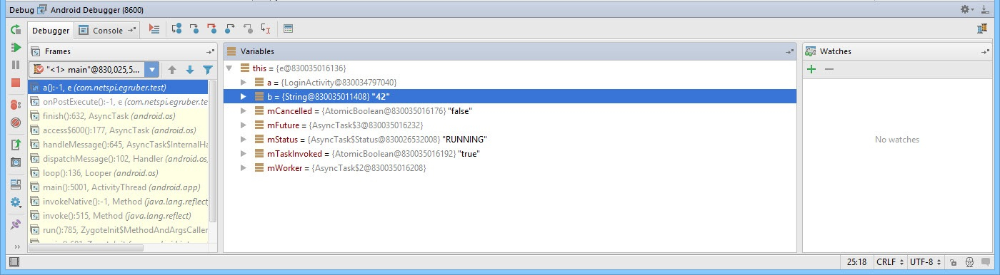 Debug Android Debugger (8600)
Debugger Console
Frames
"<1> main"@830,025,5...
a():-1, e (com.netspi.egruber.test)
onPostExecute():-1, e (com.netspi.egruber.te
finish():632, AsyncTask (android.os)
access$600():177, AsyncTask (android.os)
handleMessage():645, AsyncTask$InternalHa
dispatchMessage():102, Handler (android.os,
loop():136, Looper (android.os)
main():5001, ActivityThread (android.app)
invokeNative():-1, Method (java.lang.reflect
invoke():515, Method (java.lang.reflect)
run():785, ZygoteInit$MethodAndArgsCaller
Variables
this = {e@830035016136}
a = {LoginActivity@830034797040}
b = {String@830035011408} "42"
mCancelled = {AtomicBoolean@830035016176} "false"
mFuture = {AsyncTask$3@830035016232}
mStatus = {AsyncTask$Status@830026532008} "RUNNING"
mTaskInvoked = {AtomicBoolean@830035016192} "true"
mWorker = {AsyncTask$2@830035016208}
Watches
No watches
25:18 CRLF UTF-8